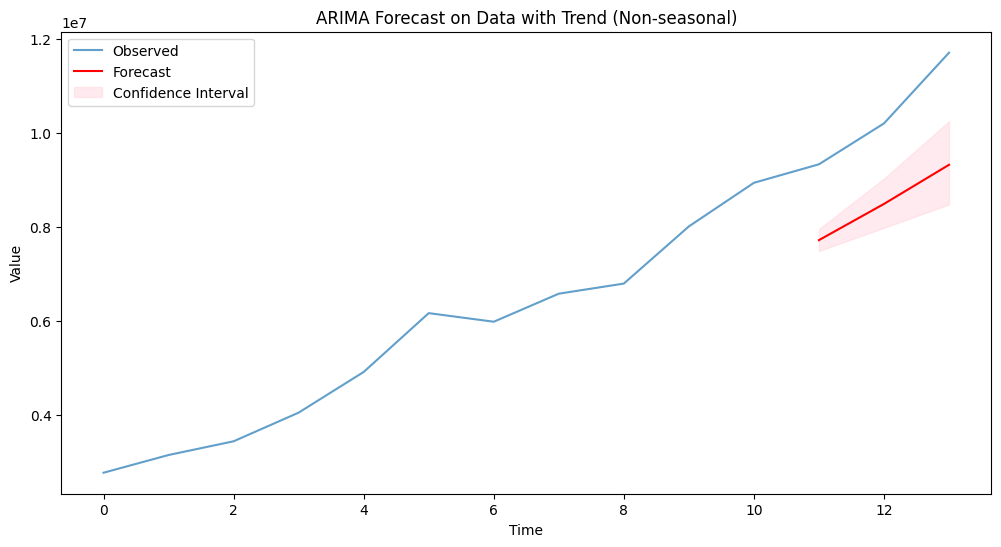 ARIMA Forecast on Data with Trend (Non-seasonal)
1e7
Observed
Forecast
Confidence Interval
1.2
1.0
0.8
0.6
0.4
Value
0 2 4 6 8 10 12
Time